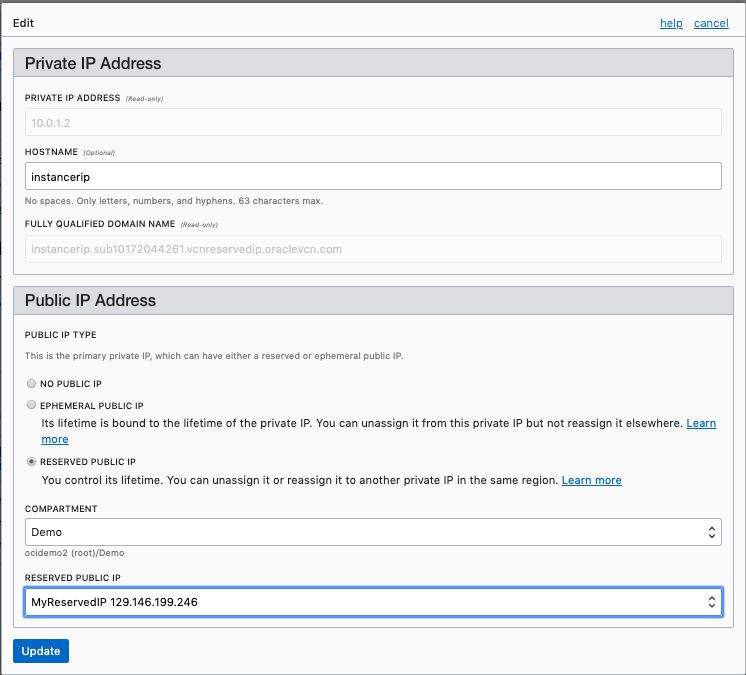 Edit help cancel
Private IP Address
PRIVATE IP ADDRESS (Read-only)
10.0.1.2
HOSTNAME (Optional)
instancerip
No spaces. Only letters, numbers, and hyphens. 63 characters max.
FULLY QUALIFIED DOMAIN NAME (Read-only)
instancerip.sub10172044261.vcnreservedip.oraclevcn.com
Public IP Address
PUBLIC IP TYPE
This is the primary private IP, which can have either a reserved or ephemeral public IP.
NO PUBLIC IP
EPHEMERAL PUBLIC IP
Its lifetime is bound to the lifetime of the private IP. You can unassign it from this private IP but not reassign it elsewhere. Learn
more
RESERVED PUBLIC IP
You control its lifetime. You can unassign it or reassign it to another private IP in the same region. Learn more
COMPARTMENT
Demo
ocidemo2 (root)/Demo
RESERVED PUBLIC IP
MyReservedIP 129.146.199.246
Update